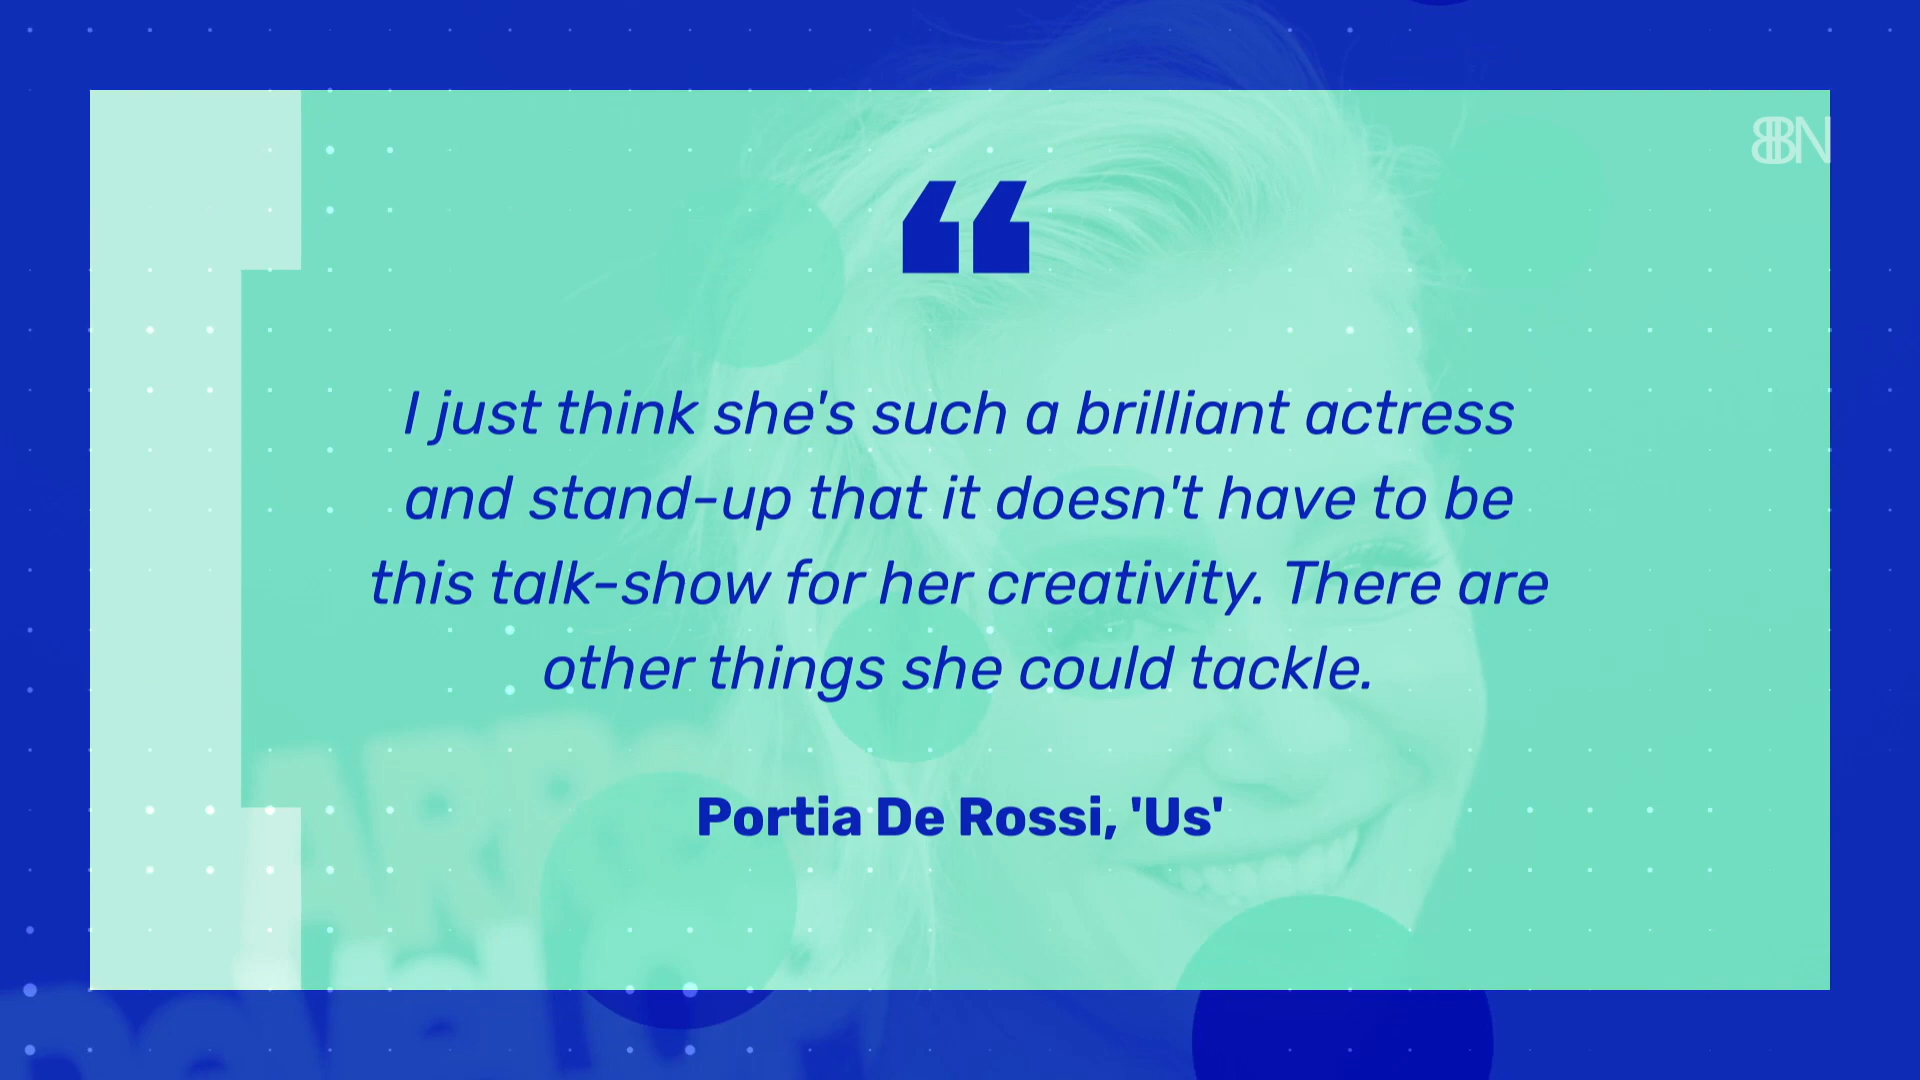 BBN
“
I just think she's such a brilliant actress
and stand-up that it doesn't have to be
this talk-show for her creativity. There are
other things she could tackle.
Portia De Rossi, 'Us'